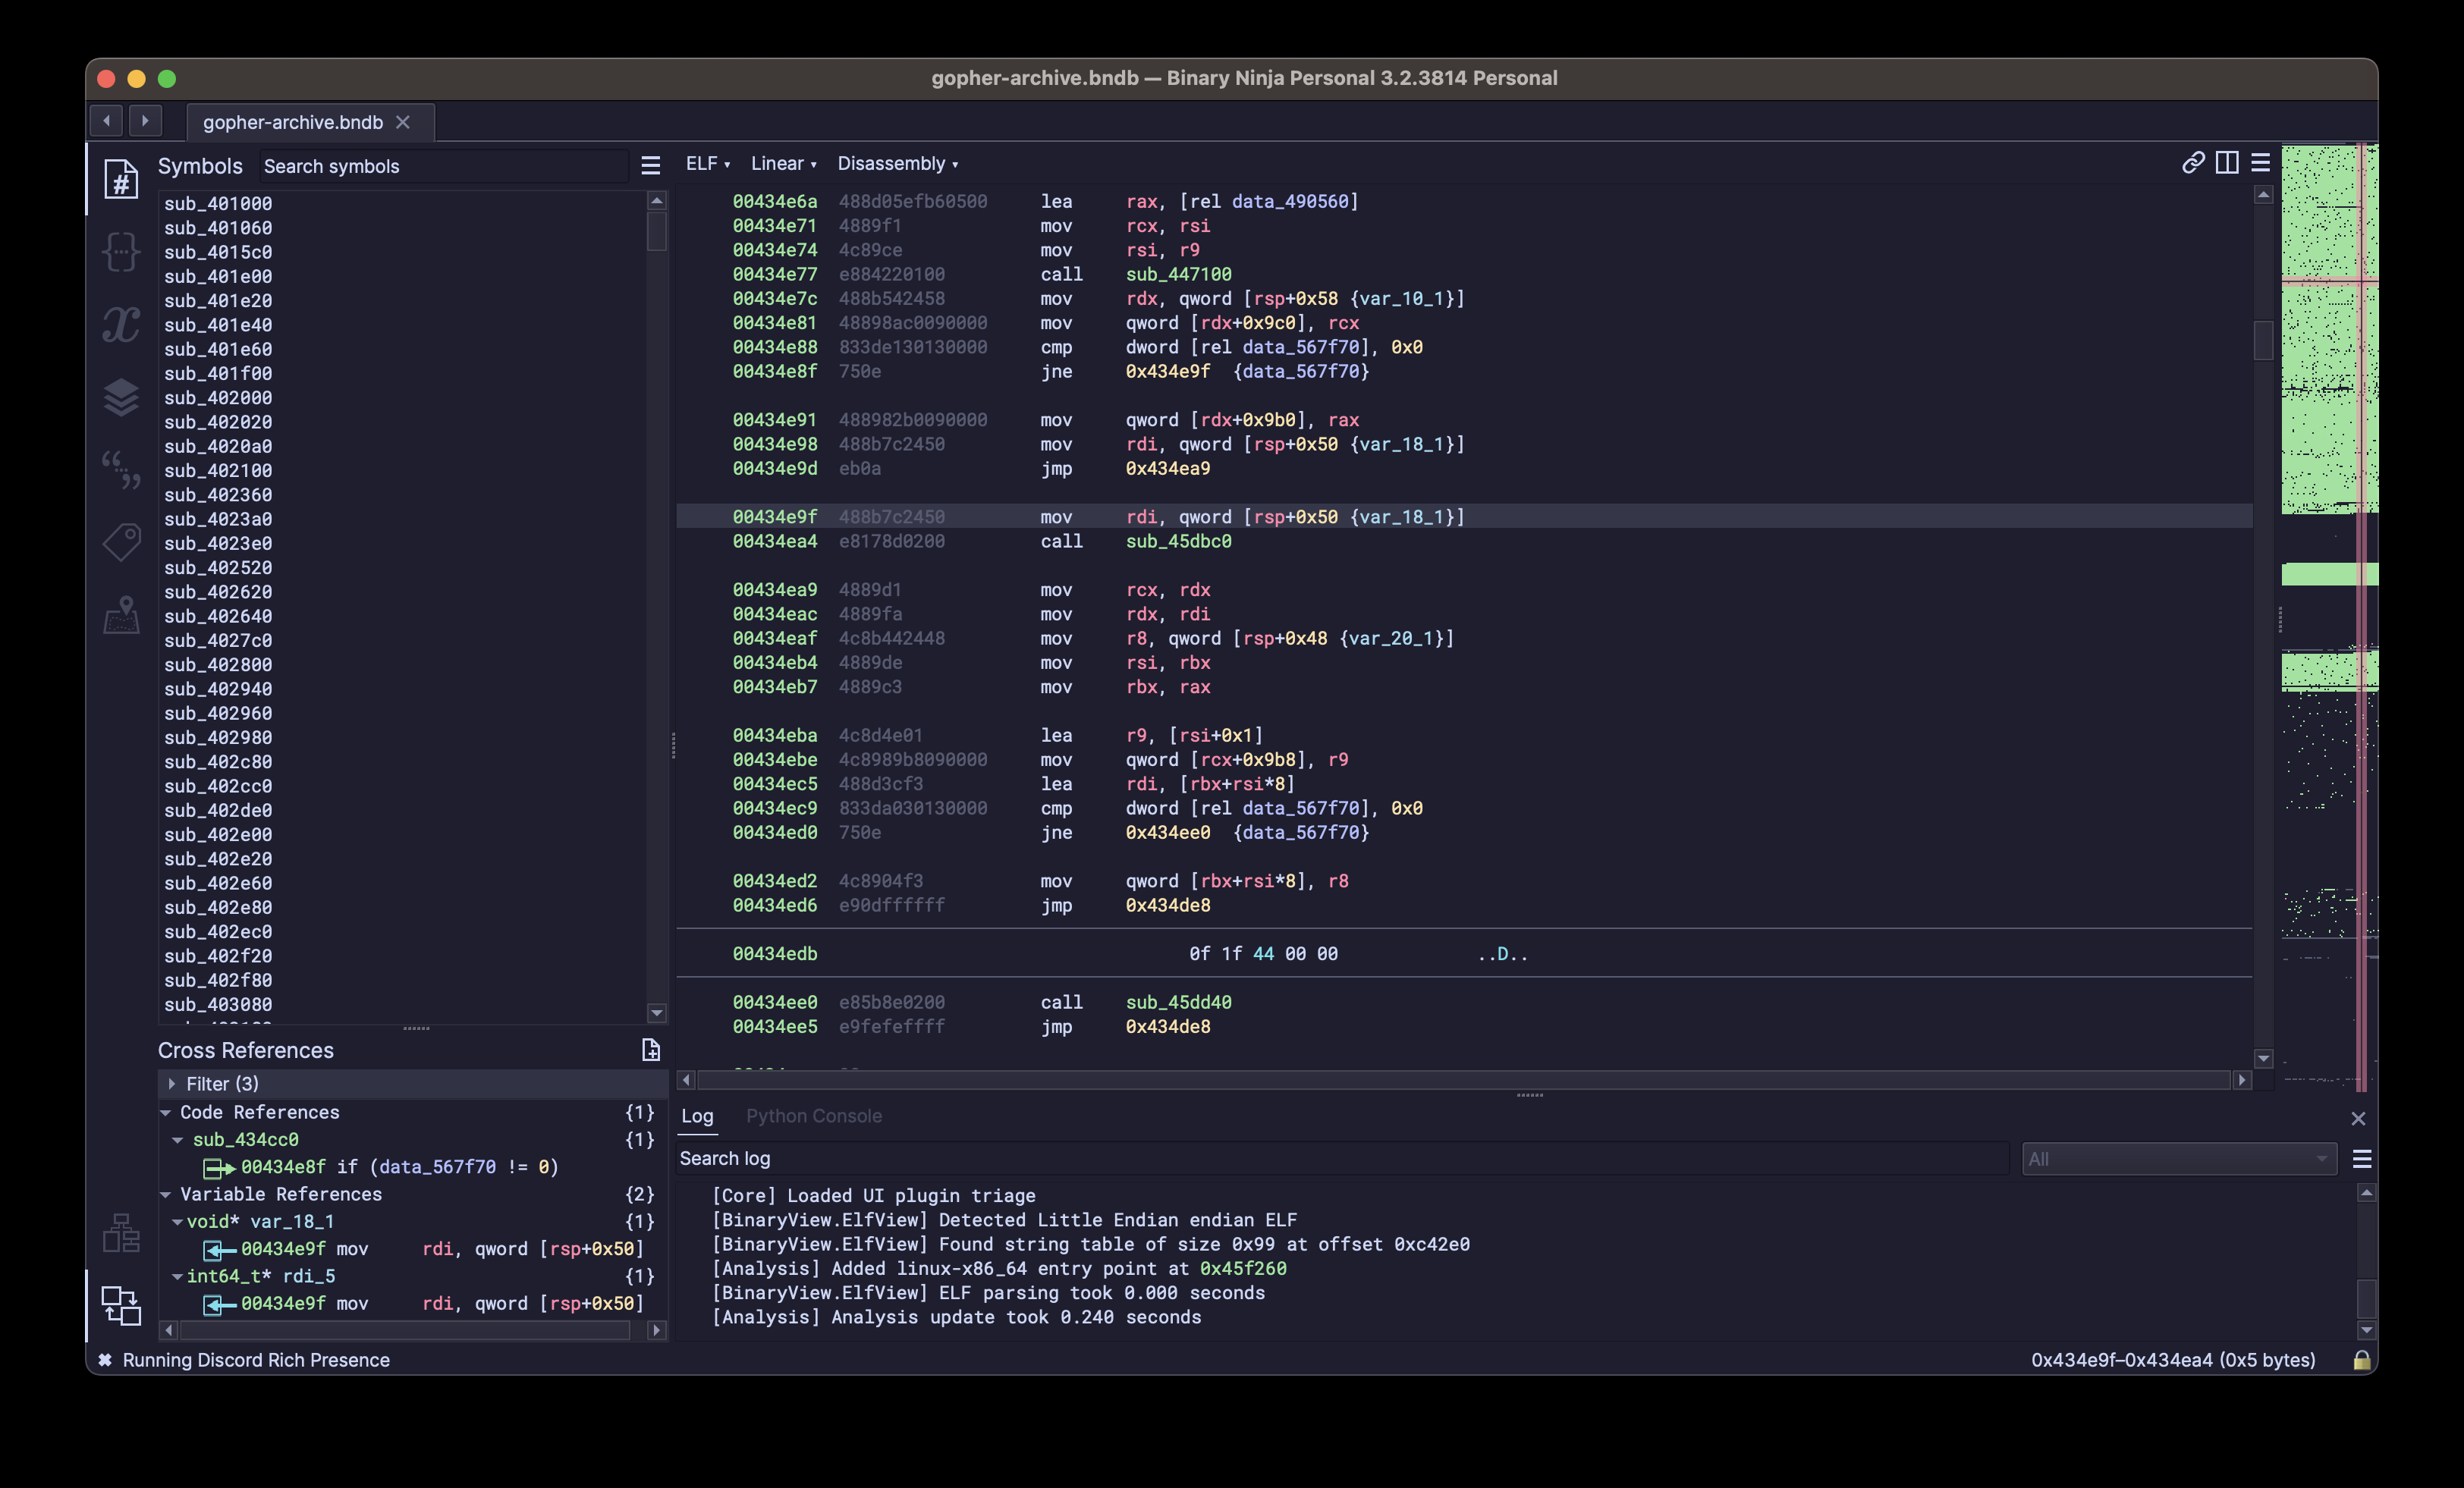 gopher-archive.bndb — Binary Ninja Personal 3.2.3814 Personal
gopher-archive.bndb
Symbols Search symbols
sub_401000
sub_401060
sub_4015c0
sub_401e00
sub_401e20
sub_401e40
sub_401e60
sub_401f00
sub_402000
sub_402020
sub_4020a0
sub_402100
sub_402360
sub_4023a0
sub_4023e0
sub_402520
sub_402620
sub_402640
sub_4027c0
sub_402800
sub_402940
sub_402960
sub_402980
sub_402c80
sub_402cc0
sub_402de0
sub_402e00
sub_402e20
sub_402e60
sub_402e80
sub_402ec0
sub_402f20
sub_402f80
sub_403080
Cross References
Filter (3)
Code References {1}
sub_434cc0 {1}
00434e8f if (data_567f70 != 0)
Variable References {2}
void* var_18_1 {1}
00434e9f mov rdi, qword [rsp+0x50]
int64_t* rdi_5 {1}
00434e9f mov rdi, qword [rsp+0x50]
ELF Linear Disassembly
00434e6a 488d05efb60500 lea rax, [rel data_490560]
00434e71 4889f1 mov rcx, rsi
00434e74 4c89ce mov rsi, r9
00434e77 e884220100 call sub_447100
00434e7c 488b542458 mov rdx, qword [rsp+0x58 {var_10_1}]
00434e81 48898ac0090000 mov qword [rdx+0x9c0], rcx
00434e88 833de130130000 cmp dword [rel data_567f70], 0x0
00434e8f 750e jne 0x434e9f {data_567f70}
00434e91 488982b0090000 mov qword [rdx+0x9b0], rax
00434e98 488b7c2450 mov rdi, qword [rsp+0x50 {var_18_1}]
00434e9d eb0a jmp 0x434ea9
00434e9f 488b7c2450 mov rdi, qword [rsp+0x50 {var_18_1}]
00434ea4 e8178d0200 call sub_45dbc0
00434ea9 4889d1 mov rcx, rdx
00434eac 4889fa mov rdx, rdi
00434eaf 4c8b442448 mov r8, qword [rsp+0x48 {var_20_1}]
00434eb4 4889de mov rsi, rbx
00434eb7 4889c3 mov rbx, rax
00434eba 4c8d4e01 lea r9, [rsi+0x1]
00434ebe 4c8989b8090000 mov qword [rcx+0x9b8], r9
00434ec5 488d3cf3 lea rdi, [rbx+rsi*8]
00434ec9 833da030130000 cmp dword [rel data_567f70], 0x0
00434ed0 750e jne 0x434ee0 {data_567f70}
00434ed2 4c8904f3 mov qword [rbx+rsi*8], r8
00434ed6 e90dffffff jmp 0x434de8
00434edb 0f 1f 44 00 00 ..D..
00434ee0 e85b8e0200 call sub_45dd40
00434ee5 e9fefeffff jmp 0x434de8
Log Python Console
Search log All
[Core] Loaded UI plugin triage
[BinaryView.ElfView] Detected Little Endian endian ELF
[BinaryView.ElfView] Found string table of size 0x99 at offset 0xc42e0
[Analysis] Added linux-x86_64 entry point at 0x45f260
[BinaryView.ElfView] ELF parsing took 0.000 seconds
[Analysis] Analysis update took 0.240 seconds
Running Discord Rich Presence
0x434e9f–0x434ea4 (0x5 bytes)